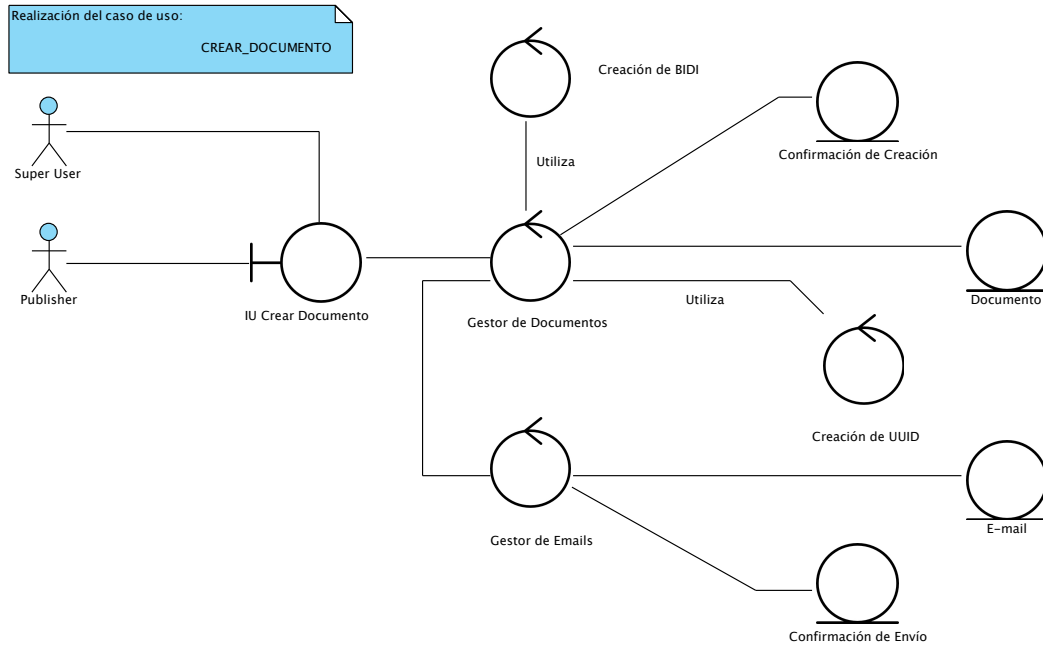 Realización del caso de uso:
CREAR_DOCUMENTO
Creación de BIDI
Confirmación de Creación
Utiliza
Super User
Publisher
IU Crear Documento
Gestor de Documentos
Utiliza
Documento
Creación de UUID
Gestor de Emails
E-mail
Confirmación de Envío